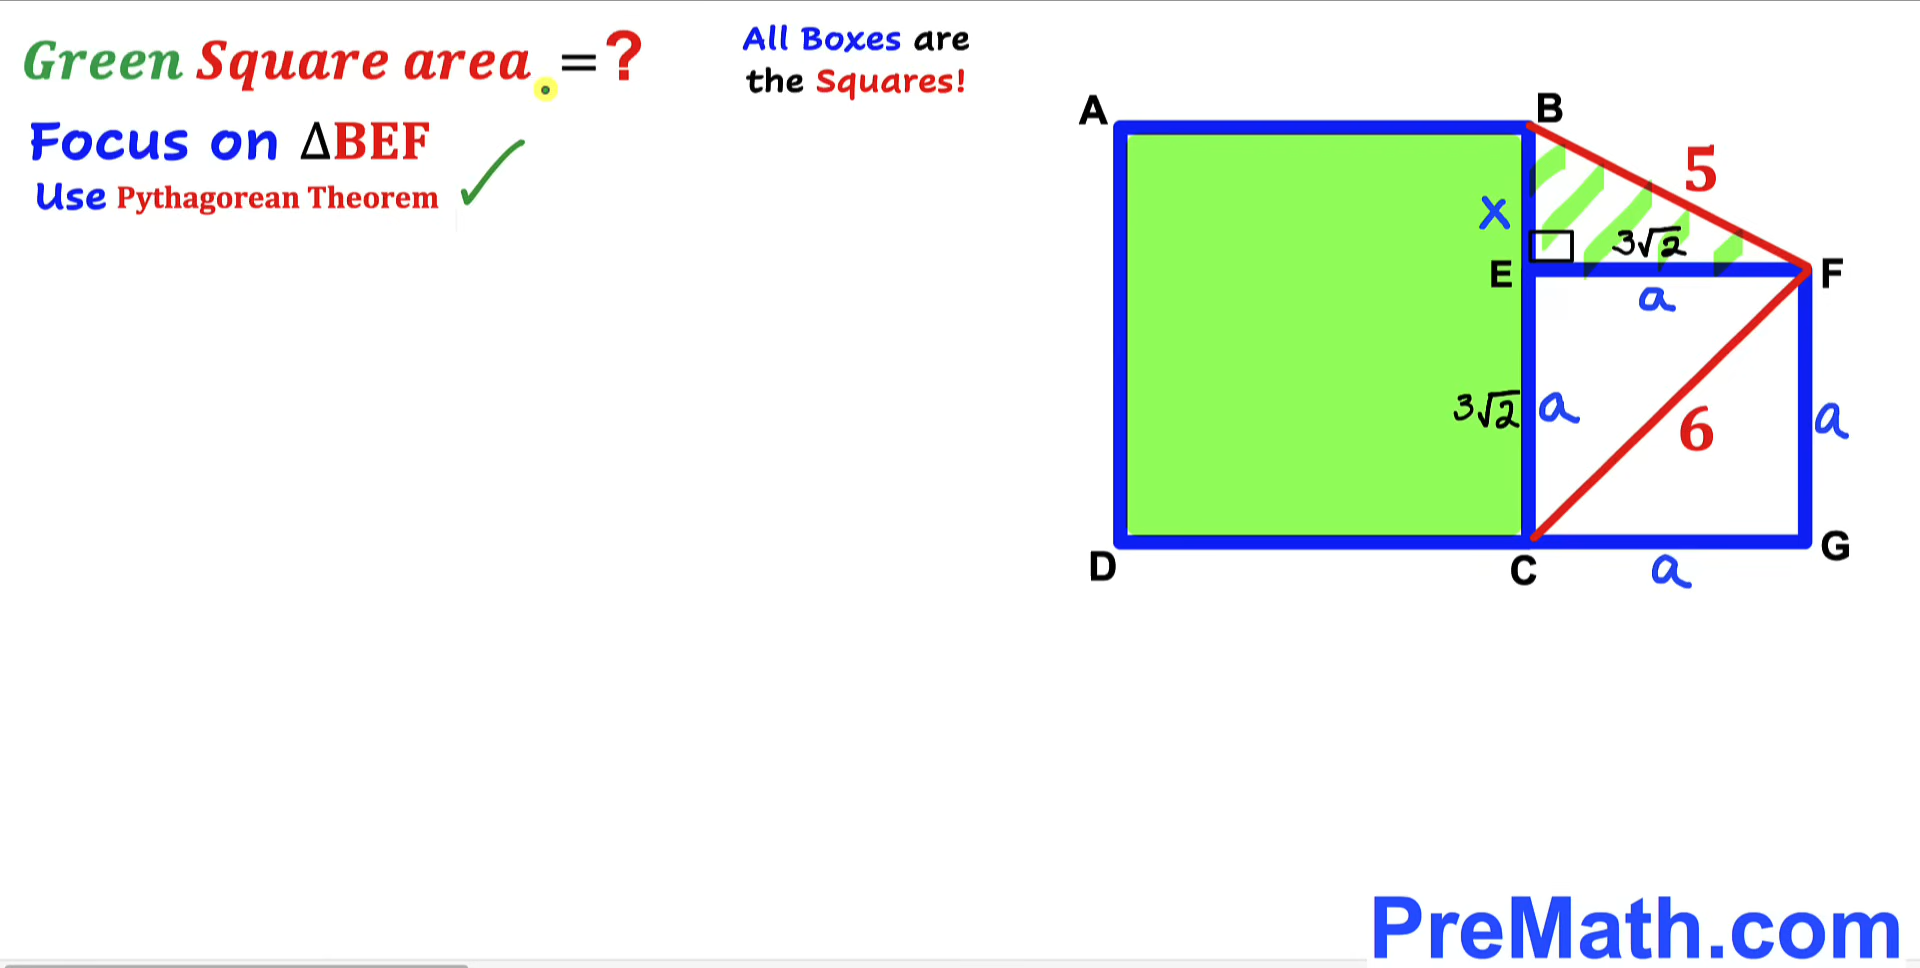 Green Square area = ?
All Boxes are
the Squares!
Focus on ΔBEF
Use Pythagorean Theorem
A
B
5
x
3√2
E
F
a
3√2
a
6
a
D
C
G
a
PreMath.com